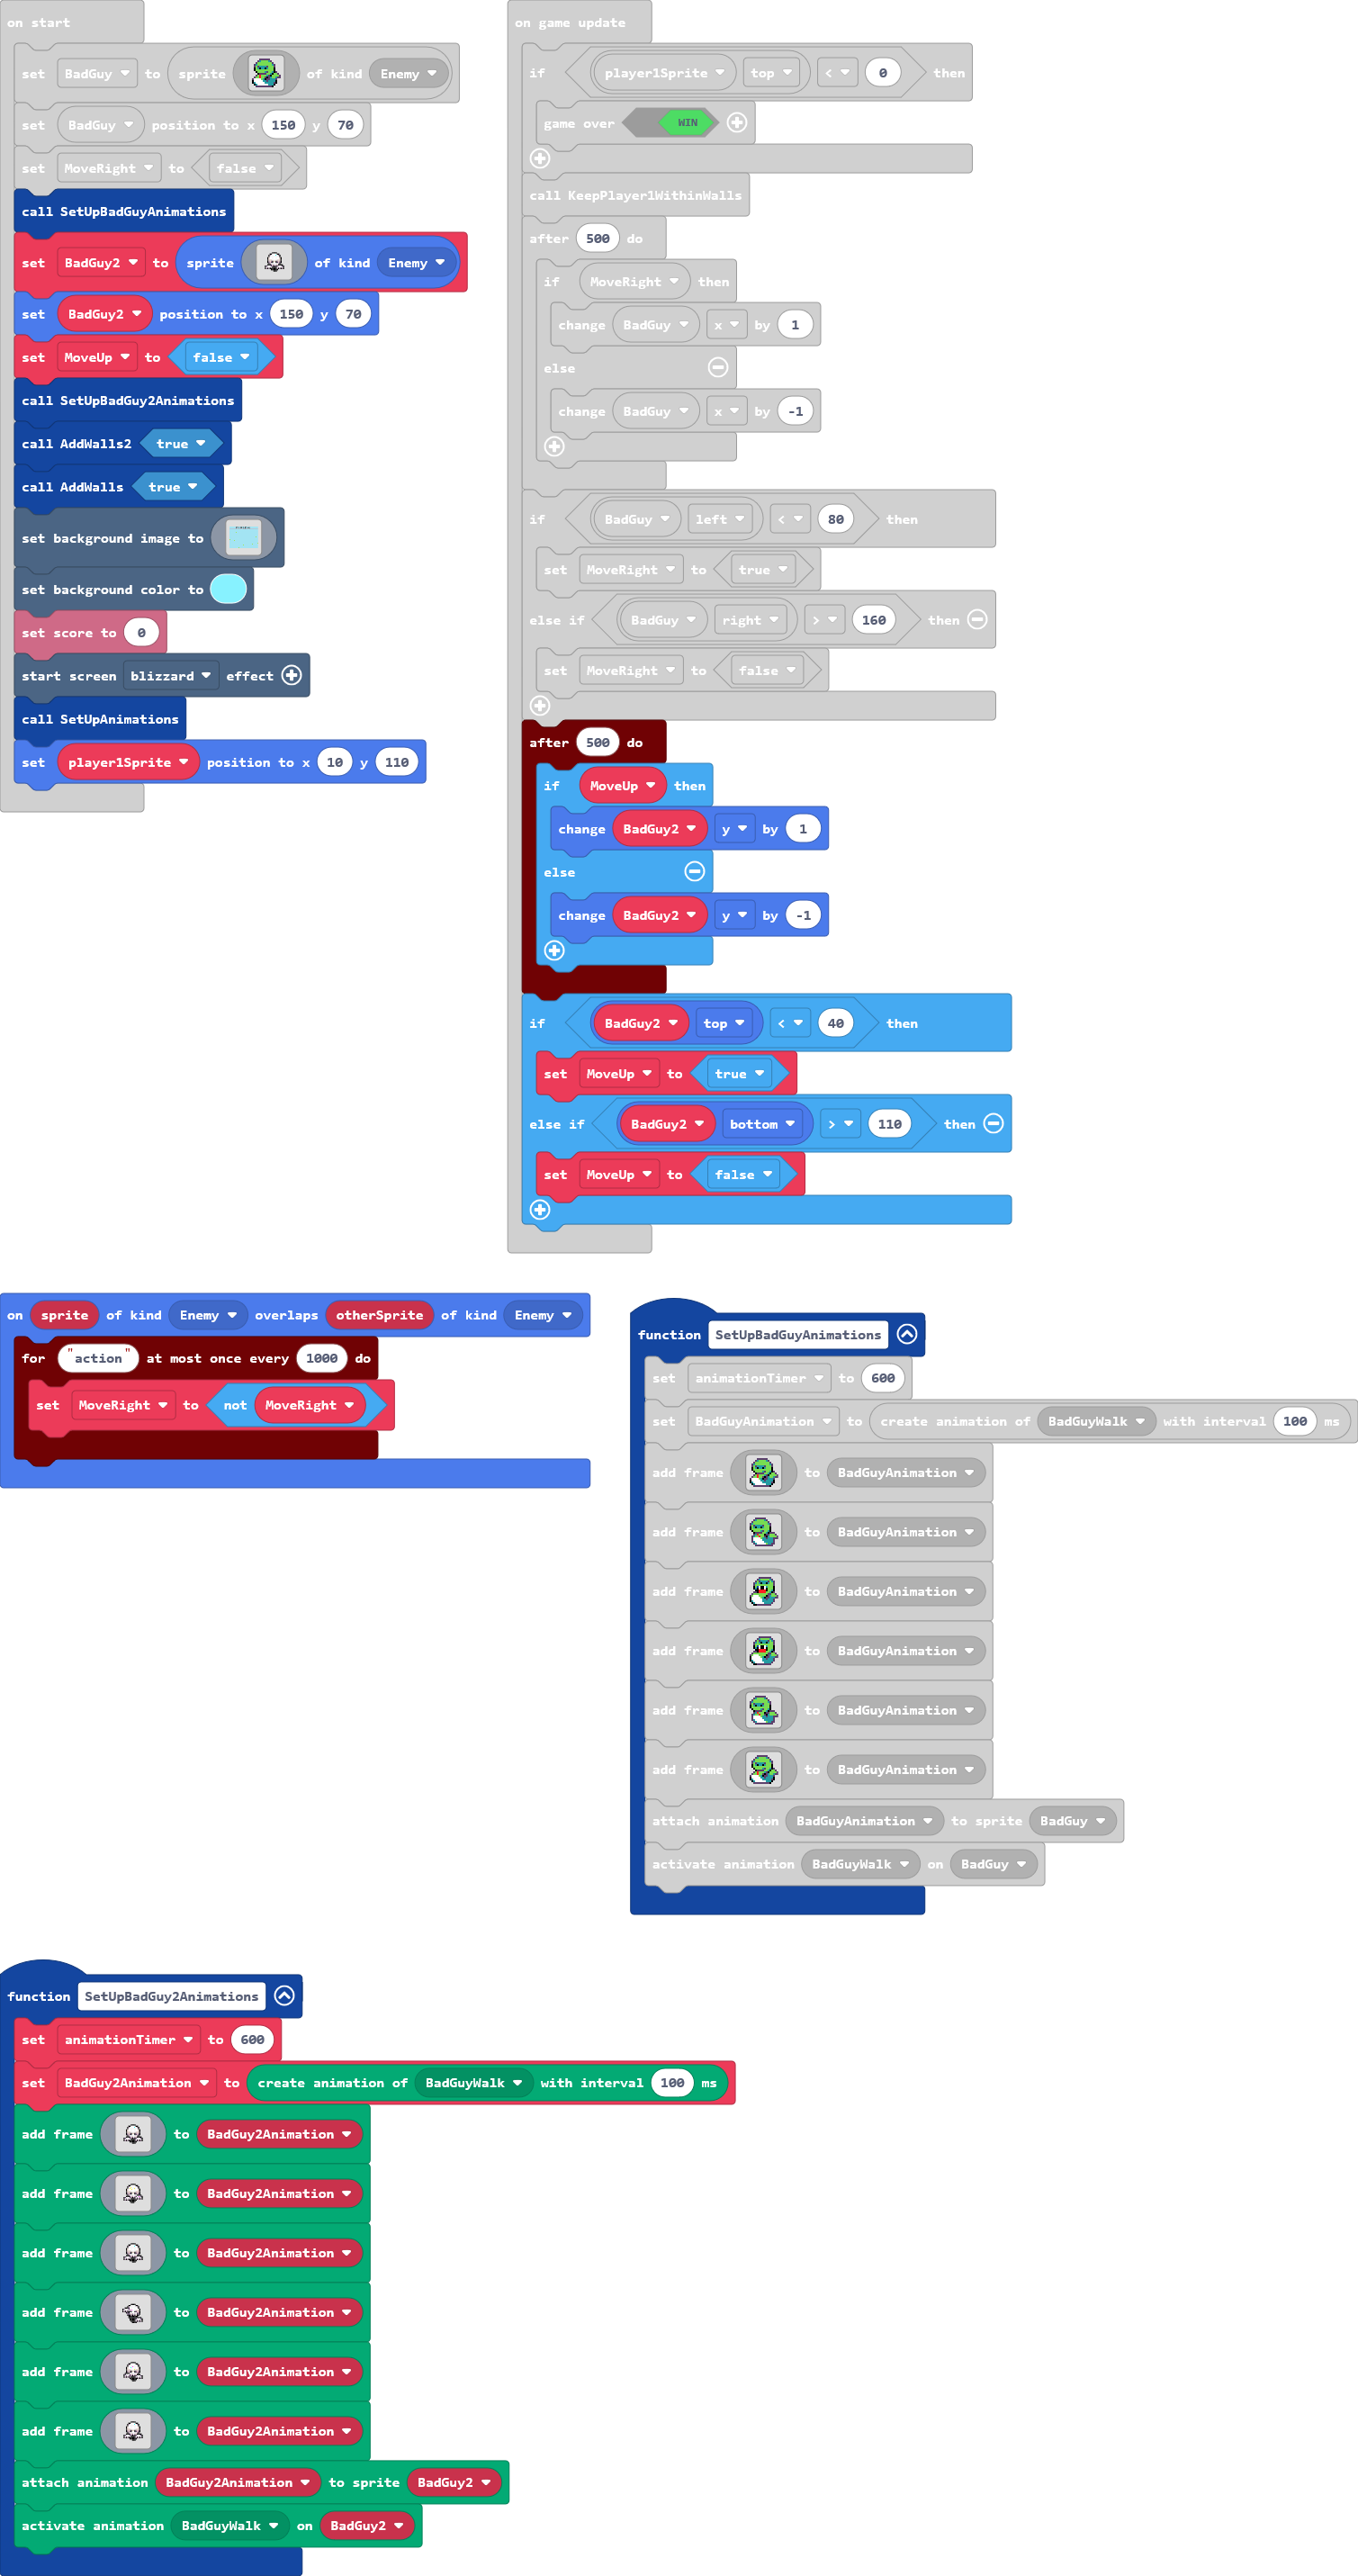 on start
set BadGuy to sprite of kind Enemy
set BadGuy position to x 150 y 70
set MoveRight to false
call SetUpBadGuyAnimations
set BadGuy2 to sprite of kind Enemy
set BadGuy2 position to x 150 y 70
set MoveUp to false
call SetUpBadGuy2Animations
call AddWalls2 true
call AddWalls true
set background image to
set background color to
set score to 0
start screen blizzard effect
call SetUpAnimations
set player1Sprite position to x 10 y 110
on game update
if player1Sprite top < 0 then
game over WIN
call KeepPlayer1WithinWalls
after 500 do
if MoveRight then
change BadGuy x by 1
else
change BadGuy x by -1
if BadGuy left < 80 then
set MoveRight to true
else if BadGuy right > 160 then
set MoveRight to false
after 500 do
if MoveUp then
change BadGuy2 y by 1
else
change BadGuy2 y by -1
if BadGuy2 top < 40 then
set MoveUp to true
else if BadGuy2 bottom > 110 then
set MoveUp to false
on sprite of kind Enemy overlaps otherSprite of kind Enemy
for "action" at most once every 1000 do
set MoveRight to not MoveRight
function SetUpBadGuyAnimations
set animationTimer to 600
set BadGuyAnimation to create animation of BadGuyWalk with interval 100 ms
add frame to BadGuyAnimation
add frame to BadGuyAnimation
add frame to BadGuyAnimation
add frame to BadGuyAnimation
add frame to BadGuyAnimation
add frame to BadGuyAnimation
attach animation BadGuyAnimation to sprite BadGuy
activate animation BadGuyWalk on BadGuy
function SetUpBadGuy2Animations
set animationTimer to 600
set BadGuy2Animation to create animation of BadGuyWalk with interval 100 ms
add frame to BadGuy2Animation
add frame to BadGuy2Animation
add frame to BadGuy2Animation
add frame to BadGuy2Animation
add frame to BadGuy2Animation
add frame to BadGuy2Animation
attach animation BadGuy2Animation to sprite BadGuy2
activate animation BadGuyWalk on BadGuy2